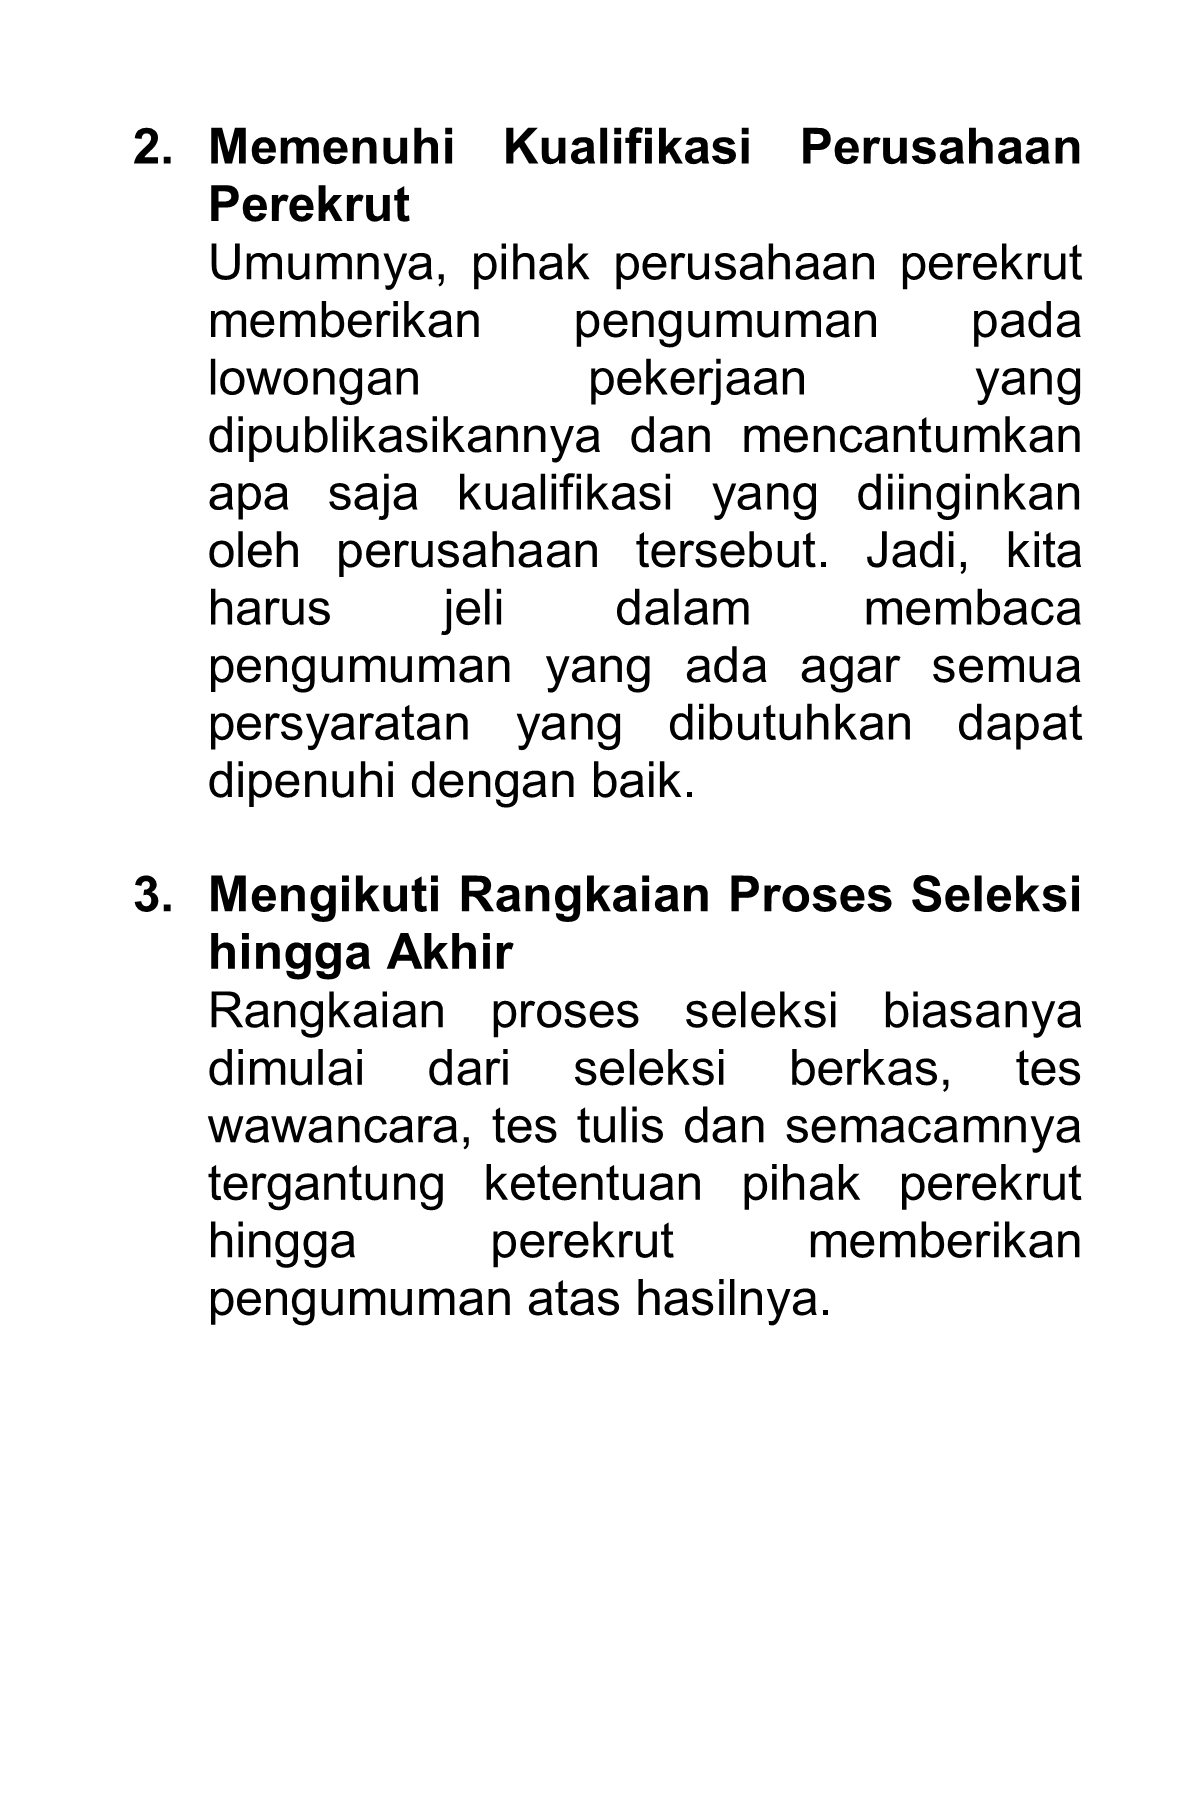 2. Memenuhi Kualifikasi Perusahaan
Perekrut
Umumnya, pihak perusahaan perekrut
memberikan pengumuman pada
lowongan pekerjaan yang
dipublikasikannya dan mencantumkan
apa saja kualifikasi yang diinginkan
oleh perusahaan tersebut. Jadi, kita
harus jeli dalam membaca
pengumuman yang ada agar semua
persyaratan yang dibutuhkan dapat
dipenuhi dengan baik.
3. Mengikuti Rangkaian Proses Seleksi
hingga Akhir
Rangkaian proses seleksi biasanya
dimulai dari seleksi berkas, tes
wawancara, tes tulis dan semacamnya
tergantung ketentuan pihak perekrut
hingga perekrut memberikan
pengumuman atas hasilnya.